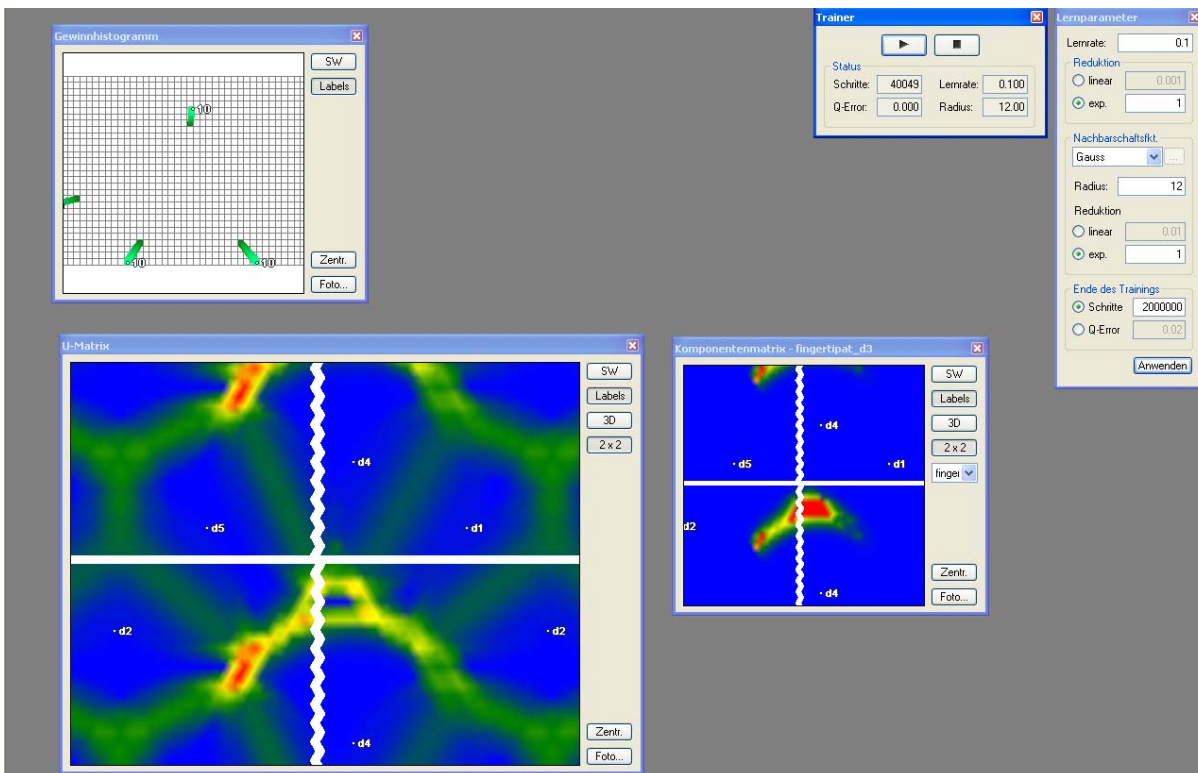 Gewinnhistogramm
SW
Labels
10
10
10
Zentr.
Foto...
Trainer
Status
Schritte: 40049 Lernrate: 0.100
Q-Error: 0.000 Radius: 12.00
Lernparameter
Lernrate: 0.1
Reduktion
linear 0.001
exp. 1
Nachbarschaftsfkt.
Gauss ...
Radius: 12
Reduktion
linear 0.01
exp. 1
Ende des Trainings
Schritte 2000000
Q-Error 0.02
Anwenden
U-Matrix
SW
Labels
3D
2 x 2
d4
d5 d1
d2 d2
d4
Zentr.
Foto...
Komponentenmatrix - fingertipat_d3
SW
Labels
3D
2 x 2
finger
d4
d5 d1
d2
d4
Zentr.
Foto...